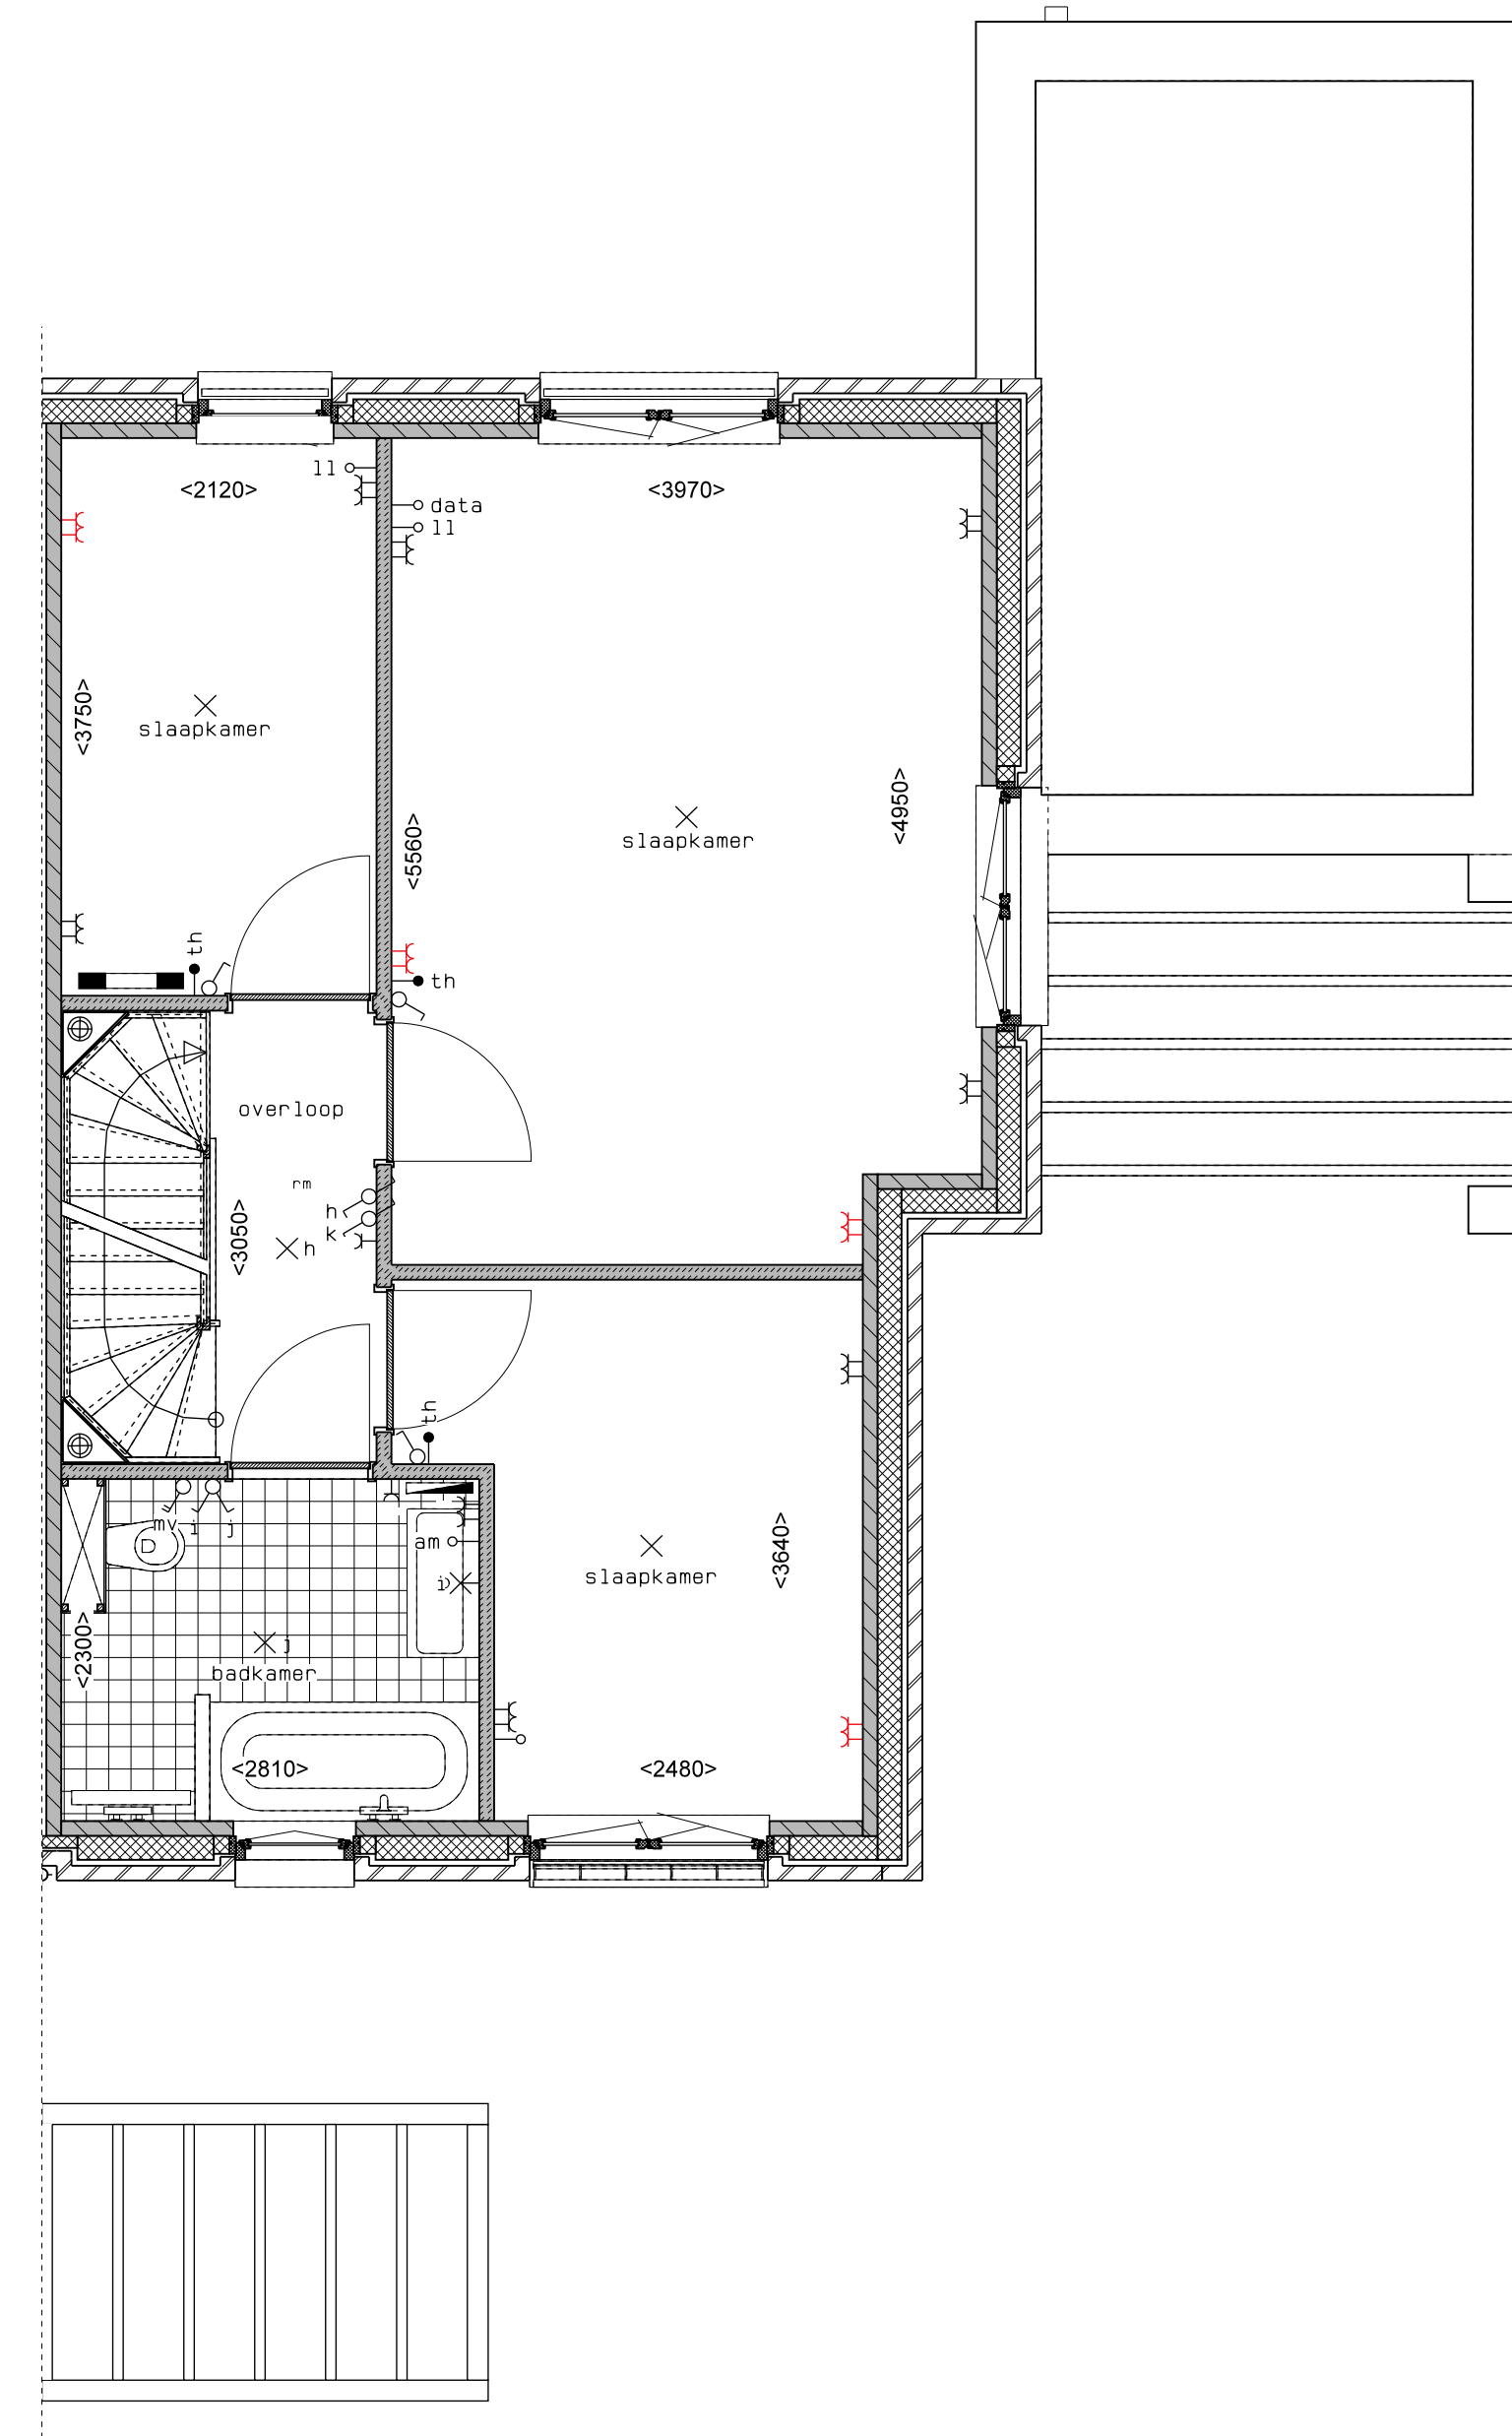 ll
<2120>
<3970>
data
ll
<3750>
slaapkamer
<5560>
slaapkamer
<4950>
th
th
overloop
rm
h
k
h
<3050>
th
mv
i
j
am
i
slaapkamer
<3640>
<2300>
j
badkamer
<2810>
<2480>